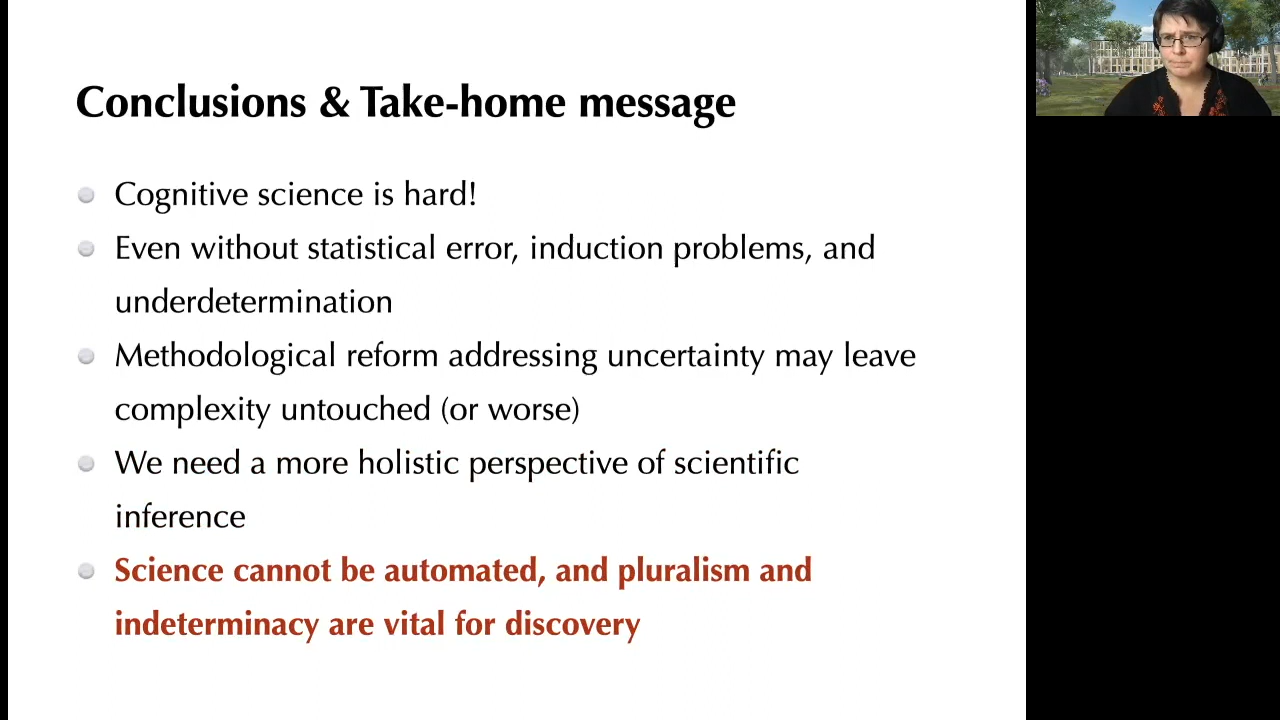 Conclusions & Take-home message
Cognitive science is hard!
Even without statistical error, induction problems, and
underdetermination
Methodological reform addressing uncertainty may leave
complexity untouched (or worse)
We need a more holistic perspective of scientific
inference
Science cannot be automated, and pluralism and
indeterminacy are vital for discovery